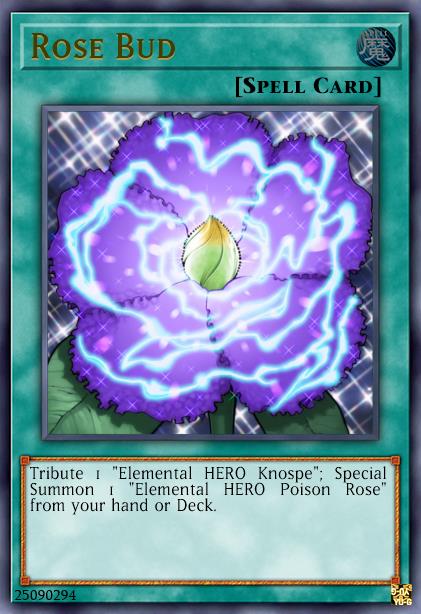 Rose Bud
魔
[Spell Card]
Tribute 1 "Elemental HERO Knospe"; Special
Summon 1 "Elemental HERO Poison Rose"
from your hand or Deck.
25090294